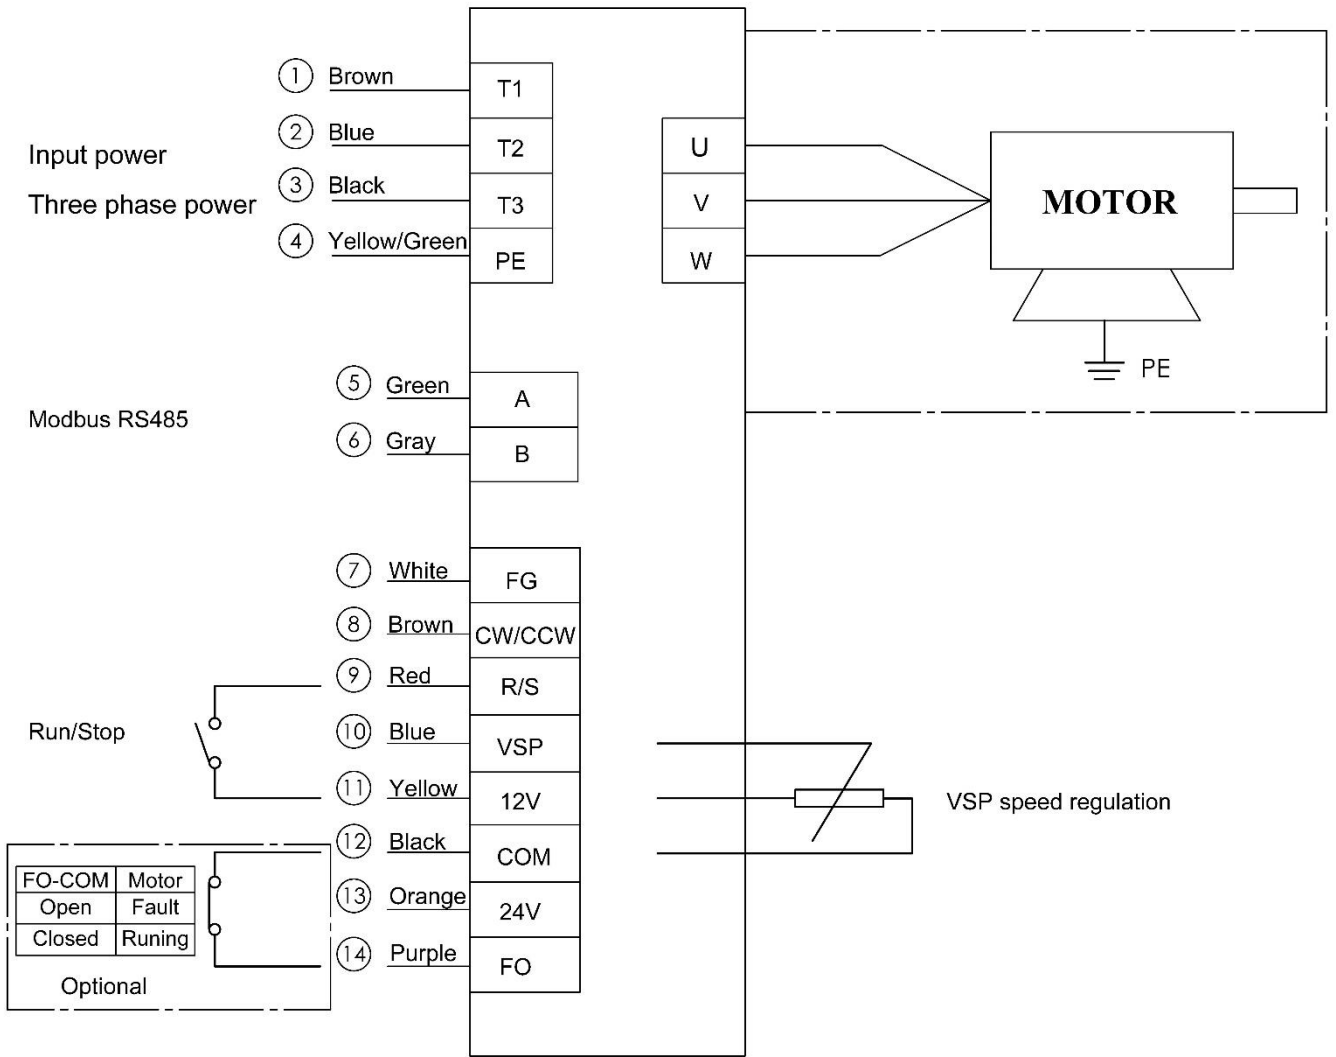 ① Brown T1
② Blue T2
③ Black T3
④ Yellow/Green PE
Input power
Three phase power
U
V
W
MOTOR
PE
Modbus RS485
⑤ Green A
⑥ Gray B
⑦ White FG
⑧ Brown CW/CCW
⑨ Red R/S
⑩ Blue VSP
⑪ Yellow 12V
⑫ Black COM
⑬ Orange 24V
⑭ Purple FO
Run/Stop
VSP speed regulation
FO-COM Motor
Open Fault
Closed Runing
Optional